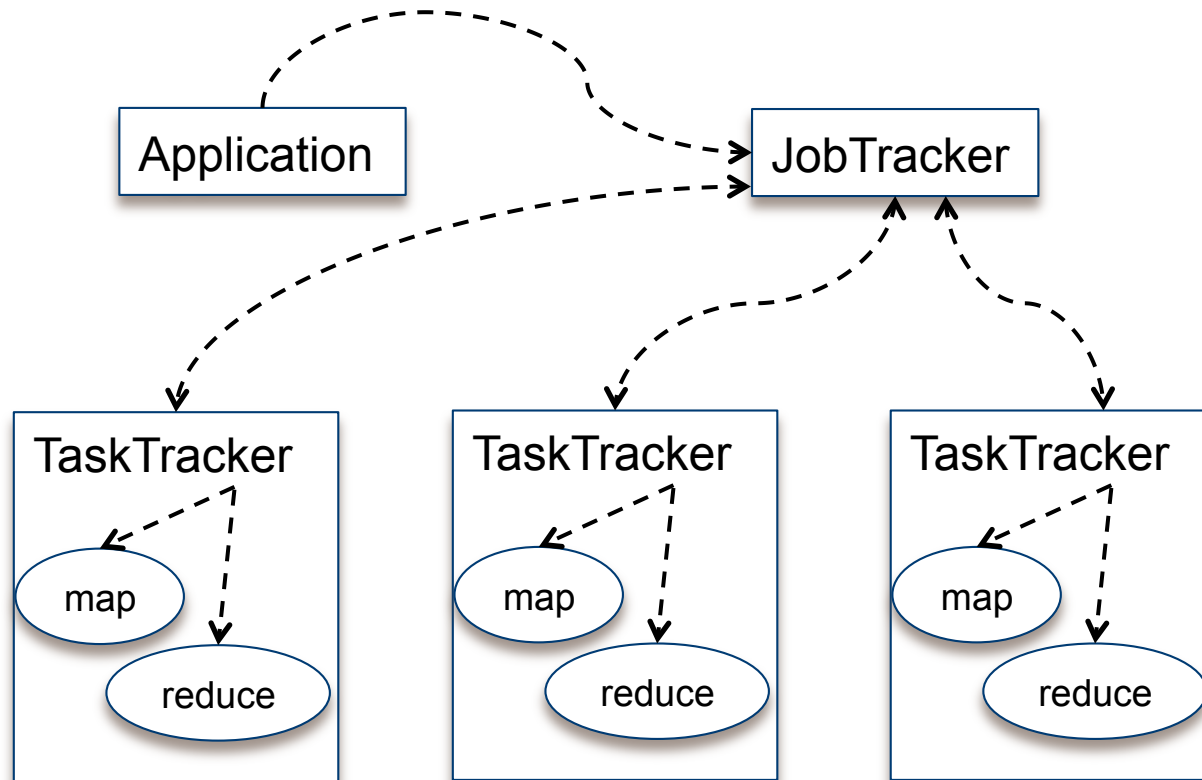 Application
JobTracker
TaskTracker
map
reduce
TaskTracker
map
reduce
TaskTracker
map
reduce